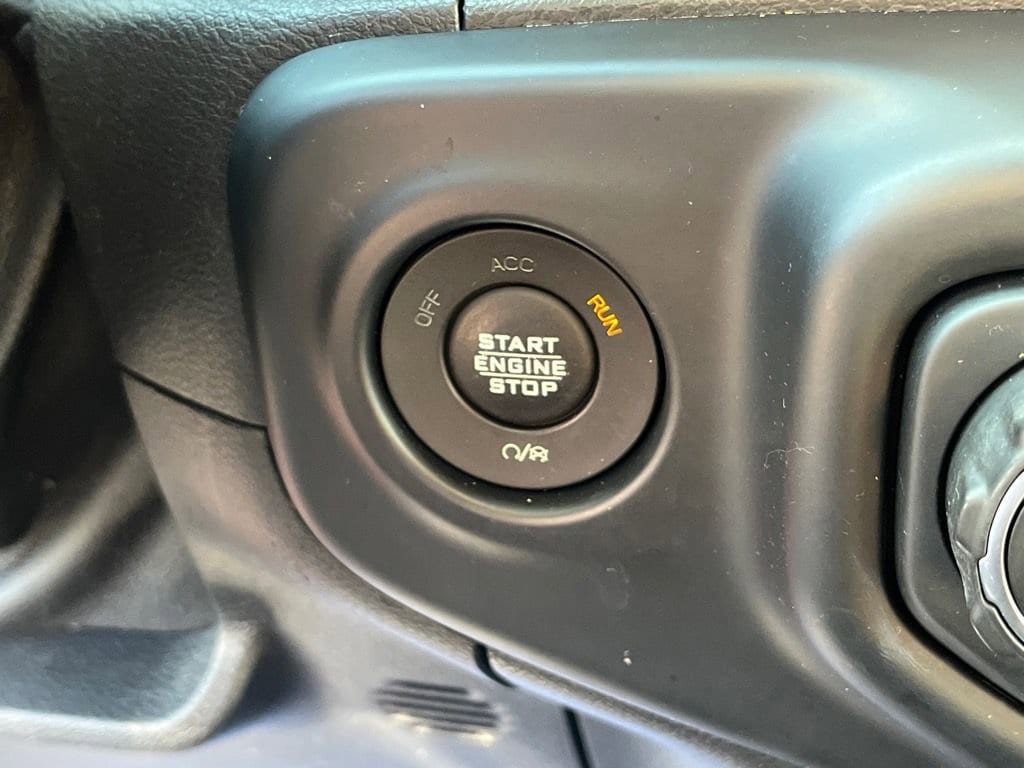 OFF
ACC
RUN
START
ENGINE
STOP